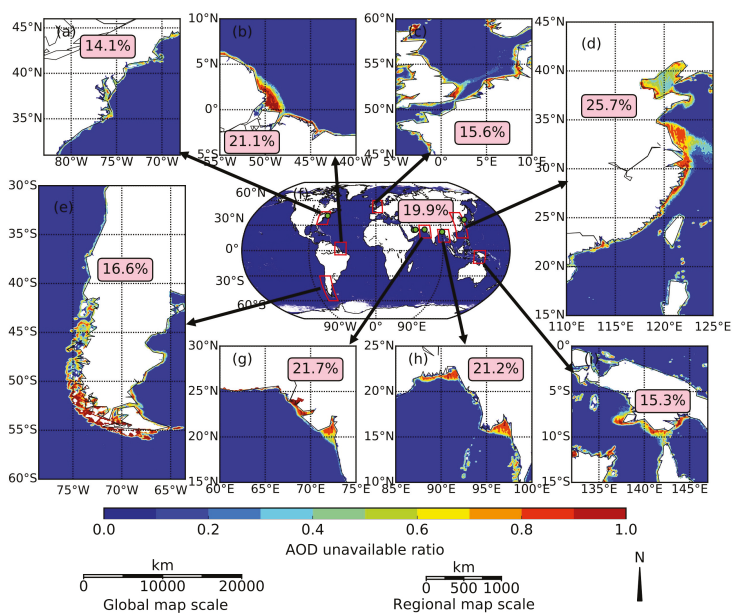 (a)
14.1%
45°N
40°N
35°N
80°W 75°W 70°W
(b)
21.1%
10°N
5°N
0°
5°S
50°W 45°W 40°W
(c)
15.6%
60°N
55°N
50°N
45°N
5°W 0° 5°E 10°E
(d)
25.7%
45°N
40°N
35°N
30°N
25°N
20°N
15°N
110°E 115°E 120°E 125°E
(e)
16.6%
30°S
35°S
40°S
45°S
50°S
55°S
60°S
75°W 70°W 65°W
(f)
19.9%
60°N
30°N
0°
30°S
60°S
90°W 0° 90°E
(g)
21.7%
30°N
25°N
20°N
15°N
60°E 65°E 70°E 75°E
(h)
21.2%
25°N
20°N
15°N
10°N
85°E 90°E 95°E 100°E
15.3%
0°
5°S
10°S
135°E 140°E 145°E
0.0 0.2 0.4 0.6 0.8 1.0
AOD unavailable ratio
km
0 10000 20000
Global map scale
km
0 500 1000
Regional map scale
N